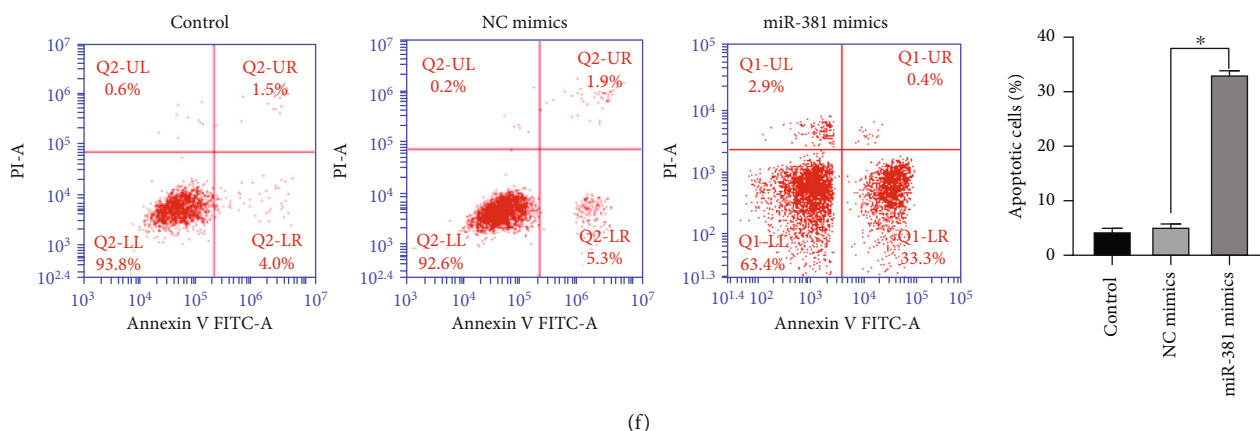 Control
PI-A
10^7
10^6
10^5
10^4
10^3
10^2.4
Q2-UL
0.6%
Q2-UR
1.5%
Q2-LL
93.8%
Q2-LR
4.0%
10^3
10^4
10^5
10^6
10^7
Annexin V FITC-A
NC mimics
PI-A
10^7
10^6
10^5
10^4
10^3
10^2.4
Q2-UL
0.2%
Q2-UR
1.9%
Q2-LL
92.6%
Q2-LR
5.3%
10^3
10^4
10^5
10^6
10^7
Annexin V FITC-A
miR-381 mimics
PI-A
10^5
10^4
10^3
10^2
10^1.3
Q1-UL
2.9%
Q1-UR
0.4%
Q1-LL
63.4%
Q1-LR
33.3%
10^1.4
10^2
10^3
10^4
10^5
10^5
Annexin V FITC-A
Apoptotic cells (%)
40
30
20
10
0
*
Control
NC mimics
miR-381 mimics
(f)